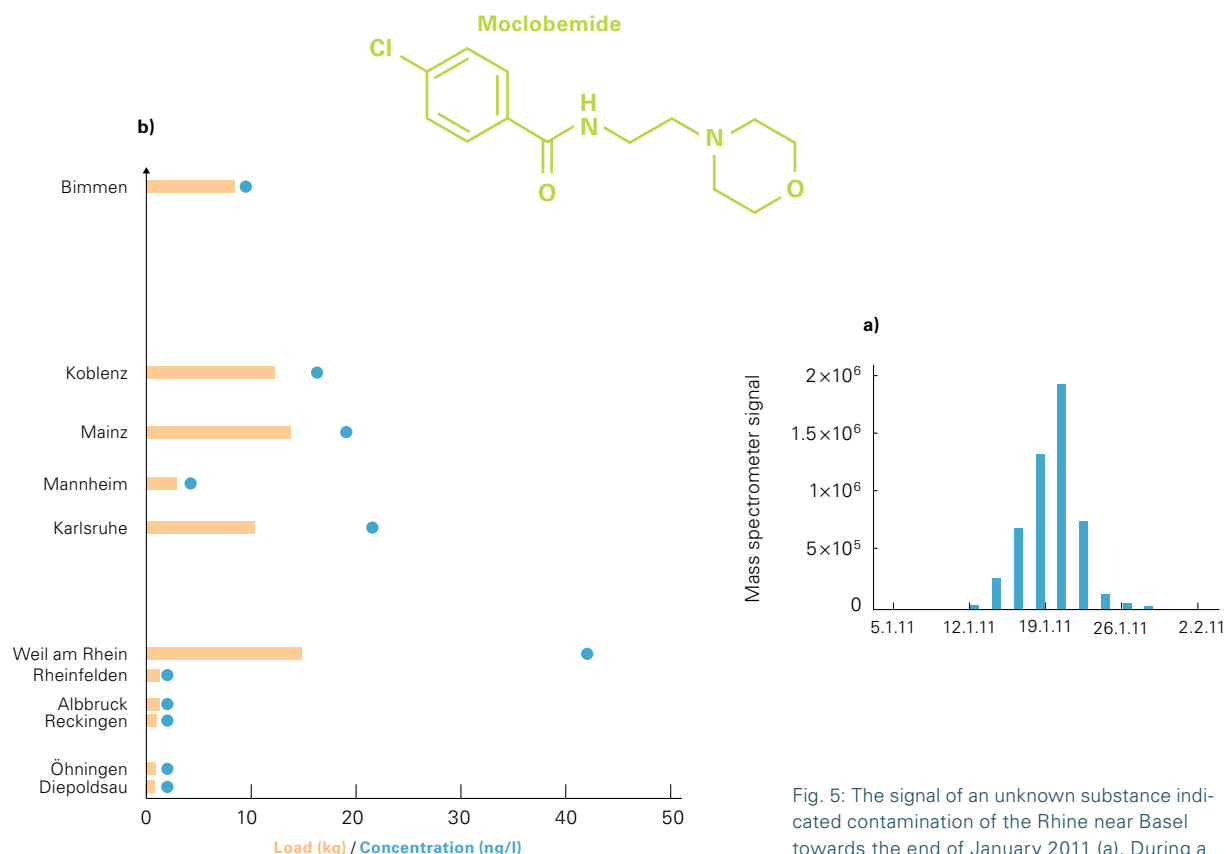 Moclobemide
Cl
H
N
N
O
O
b)
Bimmen
Koblenz
Mainz
Mannheim
Karlsruhe
Weil am Rhein
Rheinfelden
Albbruck
Reckingen
Öhningen
Diepoldsau
0 10 20 30 40 50
Load (kg) / Concentration (ng/l)
a)
Mass spectrometer signal
2×10⁶
1.5×10⁶
1×10⁶
5×10⁵
0
5.1.11 12.1.11 19.1.11 26.1.11 2.2.11
Fig. 5: The signal of an unknown substance indi-
cated contamination of the Rhine near Basel
towards the end of January 2011 (a). During a